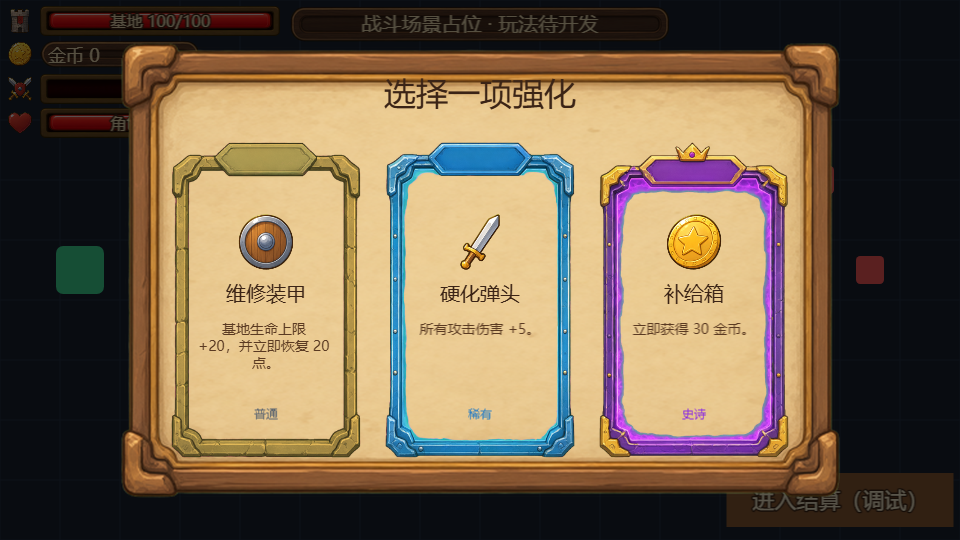 基地 100/100
战斗场景占位 · 玩法待开发
金币 0
选择一项强化
维修装甲
基地生命上限
+20，并立即恢复 20
点。
普通
硬化弹头
所有攻击伤害 +5。
稀有
补给箱
立即获得 30 金币。
史诗
进入结算（调试）